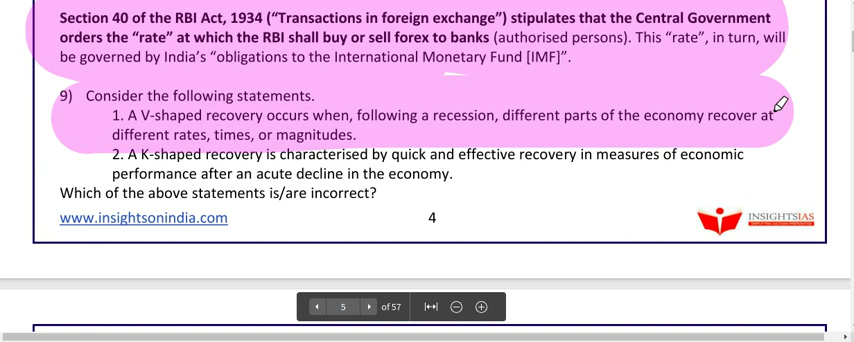 Section 40 of the RBI Act, 1934 (“Transactions in foreign exchange”) stipulates that the Central Government
orders the “rate” at which the RBI shall buy or sell forex to banks (authorised persons). This “rate”, in turn, will
be governed by India’s “obligations to the International Monetary Fund [IMF]”.
9) Consider the following statements.
1. A V-shaped recovery occurs when, following a recession, different parts of the economy recover at
different rates, times, or magnitudes.
2. A K-shaped recovery is characterised by quick and effective recovery in measures of economic
performance after an acute decline in the economy.
Which of the above statements is/are incorrect?
www.insightsonindia.com 4 INSIGHTSIAS
5 of 57